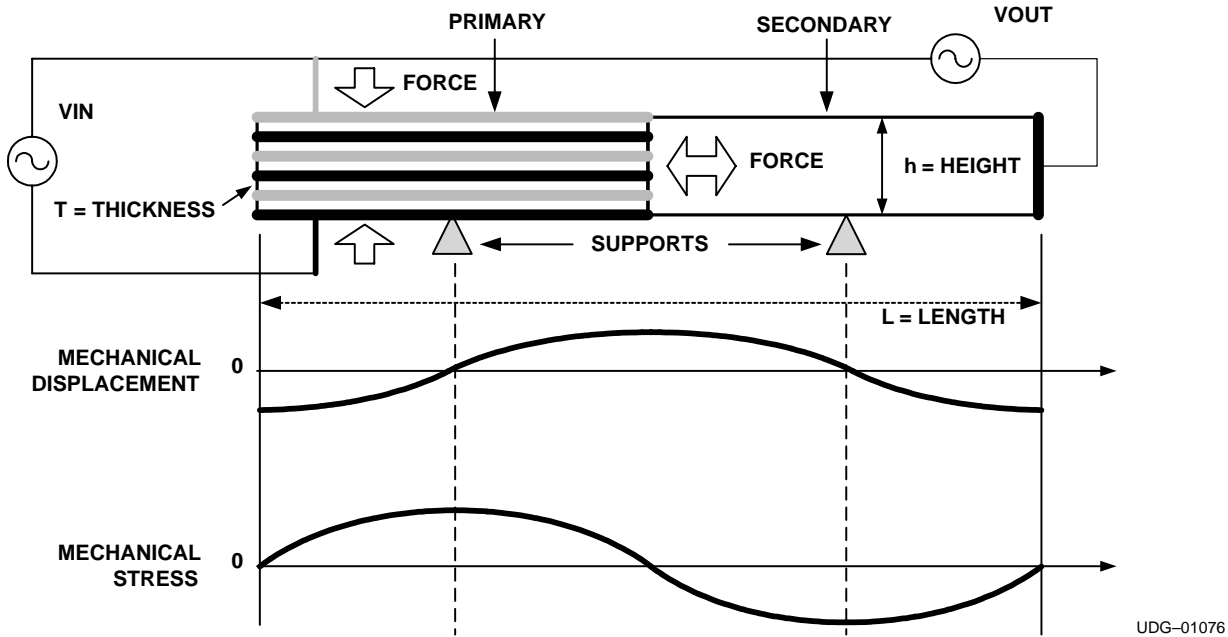 VOUT
PRIMARY
SECONDARY
FORCE
VIN
FORCE
h = HEIGHT
T = THICKNESS
SUPPORTS
L = LENGTH
MECHANICAL
DISPLACEMENT
0
MECHANICAL
STRESS
0
UDG–01076